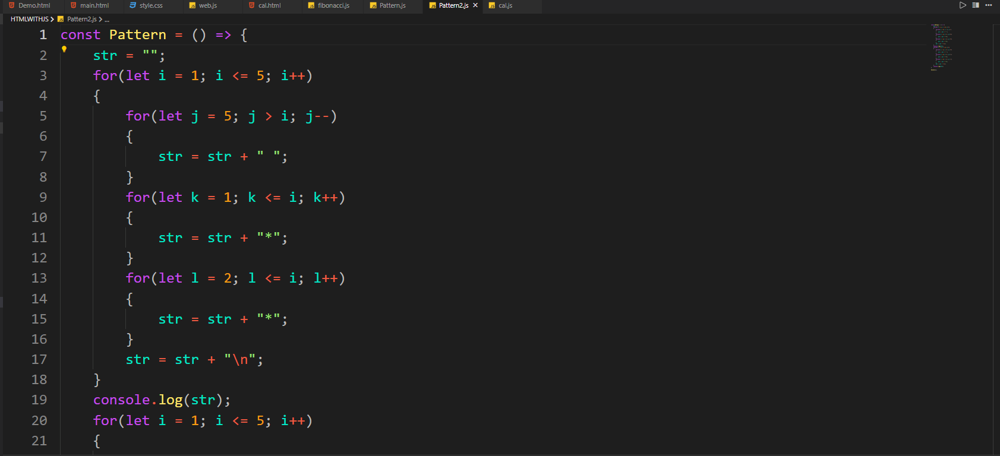 Demo.html main.html style.css web.js cal.html fibonacci.js Pattern.js Pattern2.js cal.js
HTMLWITHJS > Pattern2.js > ...
1 const Pattern = () => {
2 str = "";
3 for(let i = 1; i <= 5; i++)
4 {
5 for(let j = 5; j > i; j--)
6 {
7 str = str + " ";
8 }
9 for(let k = 1; k <= i; k++)
10 {
11 str = str + "*";
12 }
13 for(let l = 2; l <= i; l++)
14 {
15 str = str + "*";
16 }
17 str = str + "\n";
18 }
19 console.log(str);
20 for(let i = 1; i <= 5; i++)
21 {